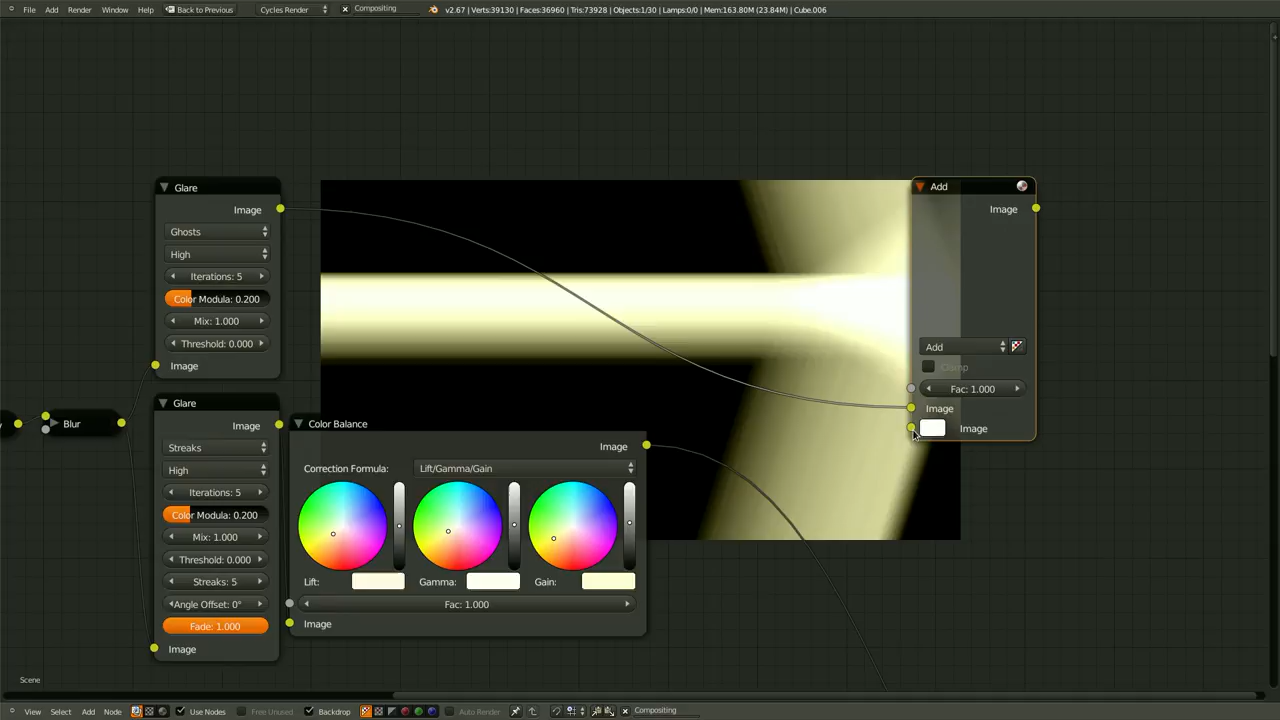 File Add Render Window Help Back to Previous Cycles Render Compositing v2.67 | Verts:39130 | Faces:36960 | Tris:73928 | Objects:1/30 | Lamps:0/0 | Mem:163.80M (23.84M) | Cube.006
Glare
Image
Ghosts
High
Iterations: 5
Color Modula: 0.200
Mix: 1.000
Threshold: 0.000
Image
Add
Image
Add
Clamp
Fac: 1.000
Image
Image
y
Blur
Glare
Image
Streaks
High
Iterations: 5
Color Modula: 0.200
Mix: 1.000
Threshold: 0.000
Streaks: 5
Angle Offset: 0°
Fade: 1.000
Image
Color Balance
Image
Correction Formula: Lift/Gamma/Gain
Lift: Gamma: Gain:
Fac: 1.000
Image
Scene
View Select Add Node Use Nodes Free Unused Backdrop Auto Render Compositing